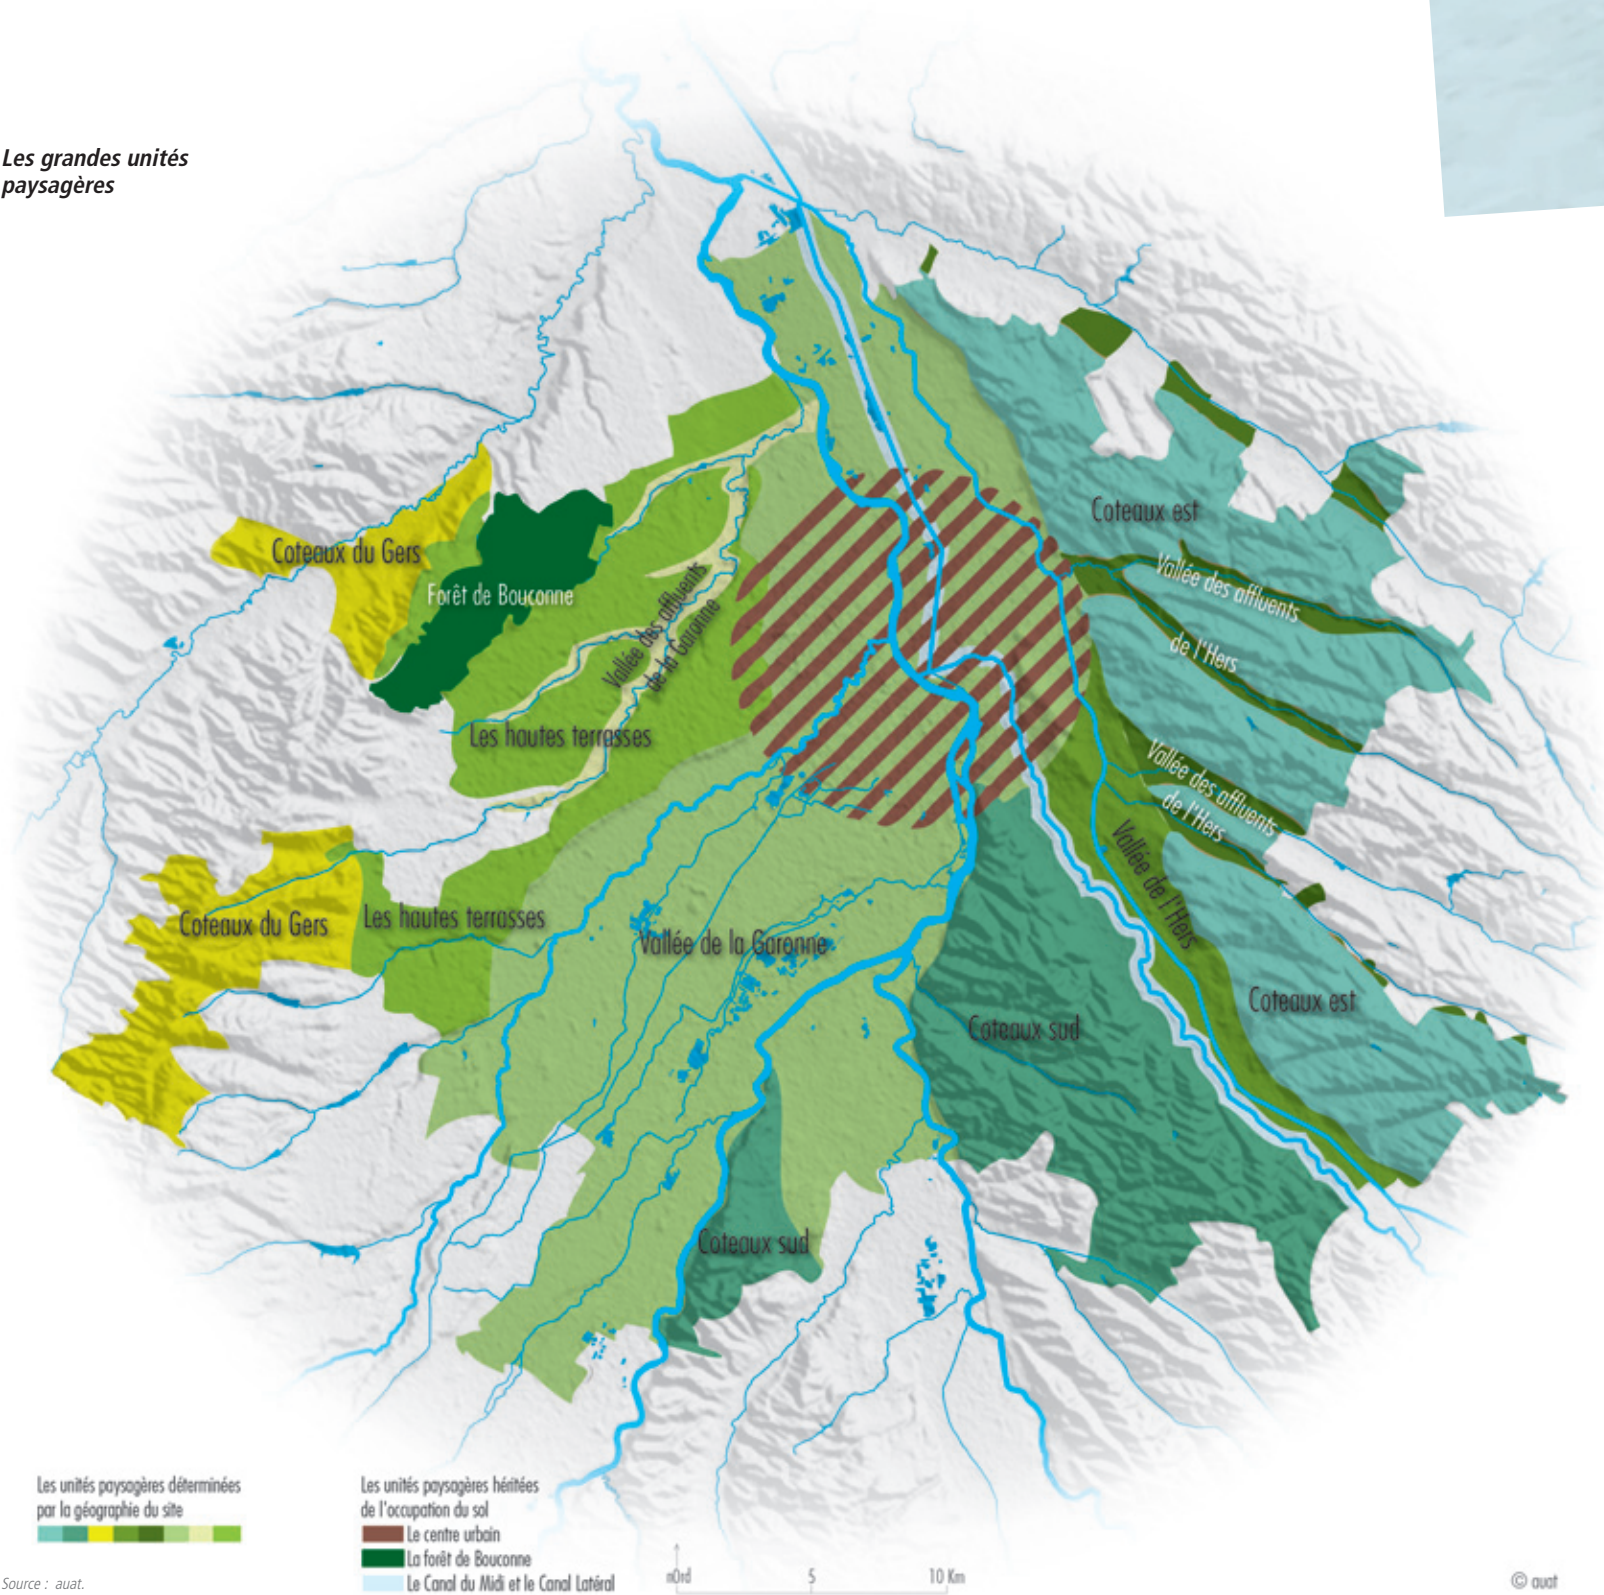 Les grandes unités
paysagères
Coteaux est
Coteaux du Gers
Vallée des affluents
de l'Hers
Forêt de Bouconne
Vallée des affluents
de la Garonne
Les hautes terrasses
Vallée des affluents
de l'Hers
Vallée de l'Hers
Coteaux du Gers
Les hautes terrasses
Vallée de la Garonne
Coteaux est
Coteaux sud
Coteaux sud
Les unités paysagères déterminées
par la géographie du site
Les unités paysagères héritées
de l'occupation du sol
Le centre urbain
La forêt de Bouconne
Le Canal du Midi et le Canal Latéral
n0rd 5 10 Km
Source : auat.
© auat